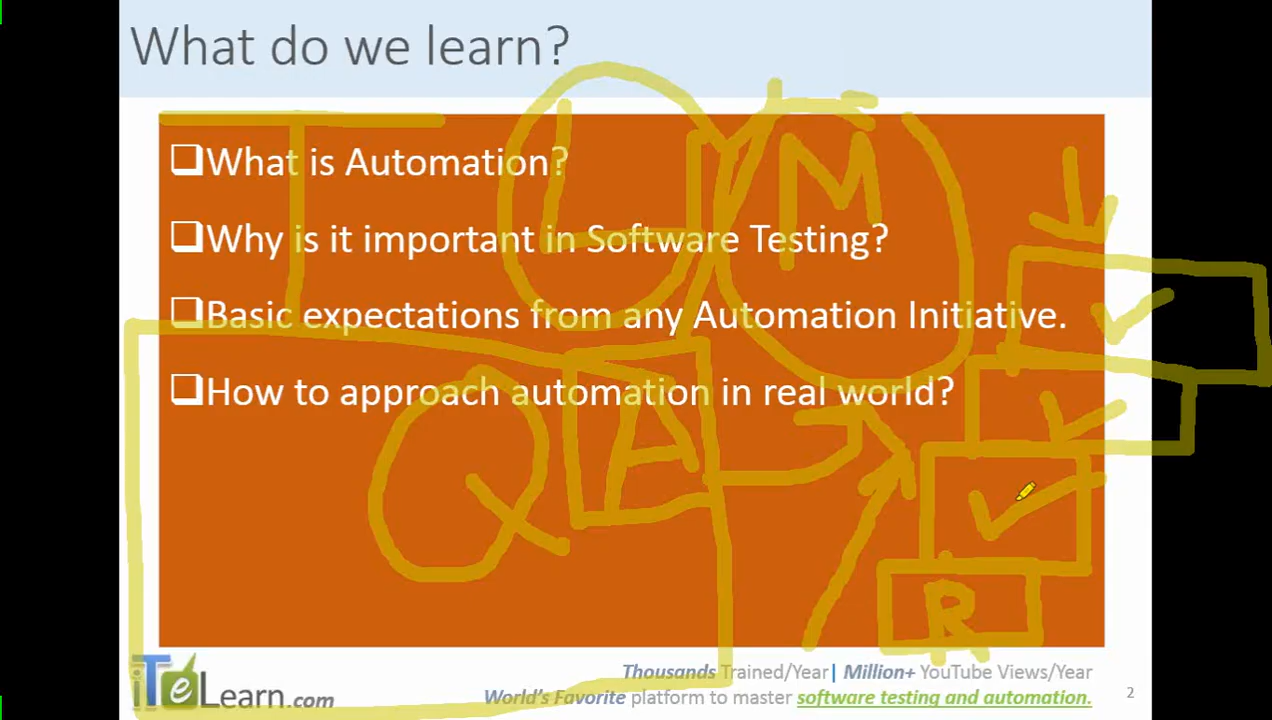 What do we learn?
❑What is Automation?
❑Why is it important in Software Testing?
❑Basic expectations from any Automation Initiative.
❑How to approach automation in real world?
T L M
Q A
R
iTeLearn.com
Thousands Trained/Year| Million+ YouTube Views/Year
World's Favorite platform to master software testing and automation.
2